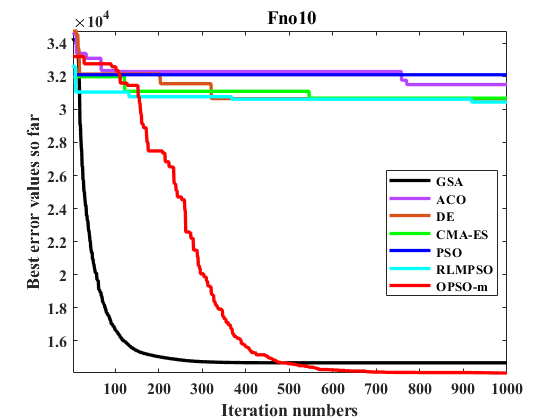 ×10⁴
Fno10
3.4
3.2
3
2.8
2.6
2.4
2.2
2
1.8
1.6
Best error values so far
GSA
ACO
DE
CMA-ES
PSO
RLMPSO
OPSO-m
100 200 300 400 500 600 700 800 900 1000
Iteration numbers